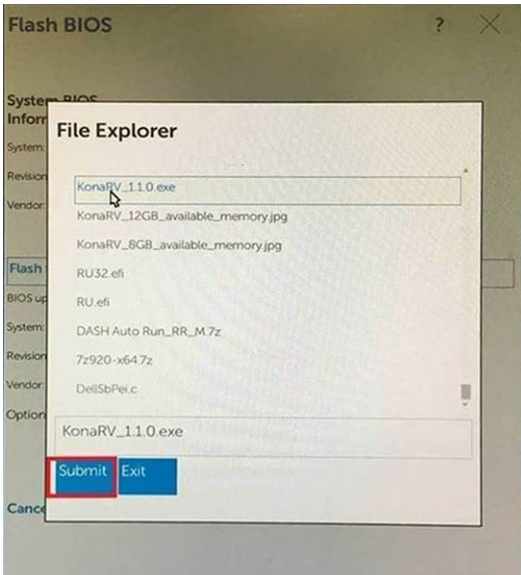 Flash BIOS ?
System BIOS
Inform
System:
Revision
Vendor:
File Explorer
KonaRV_1.1.0.exe
KonaRV_12GB_available_memory.jpg
KonaRV_8GB_available_memory.jpg
RU32.efi
RU.efi
DASH Auto Run_RR_M.7z
7z920-x64.7z
DellSbPei.c
Flash
BIOS up
System:
Revision
Vendor:
Option
KonaRV_1.1.0.exe
Submit Exit
Cance